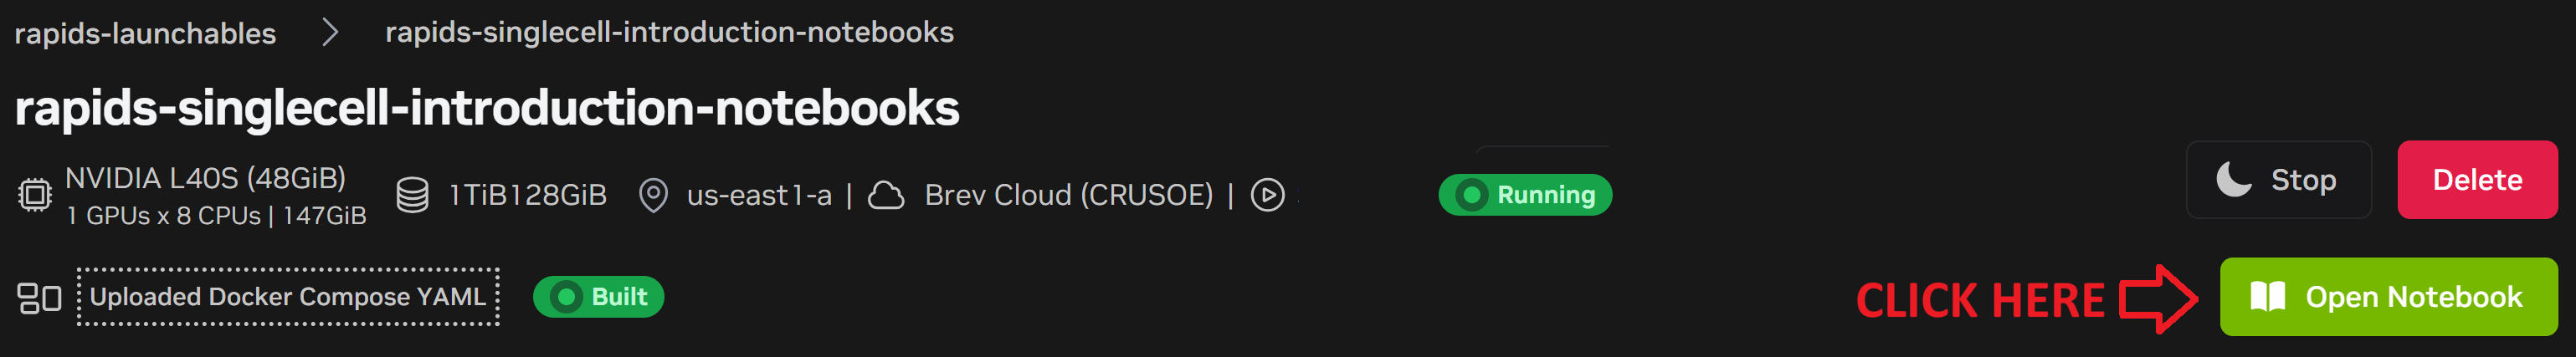 rapids-launchables > rapids-singlecell-introduction-notebooks
rapids-singlecell-introduction-notebooks
NVIDIA L40S (48GiB)
1 GPUs x 8 CPUs | 147GiB
1TiB128GiB
us-east1-a |
Brev Cloud (CRUSOE) |
Running
Stop
Delete
Uploaded Docker Compose YAML
Built
CLICK HERE
Open Notebook